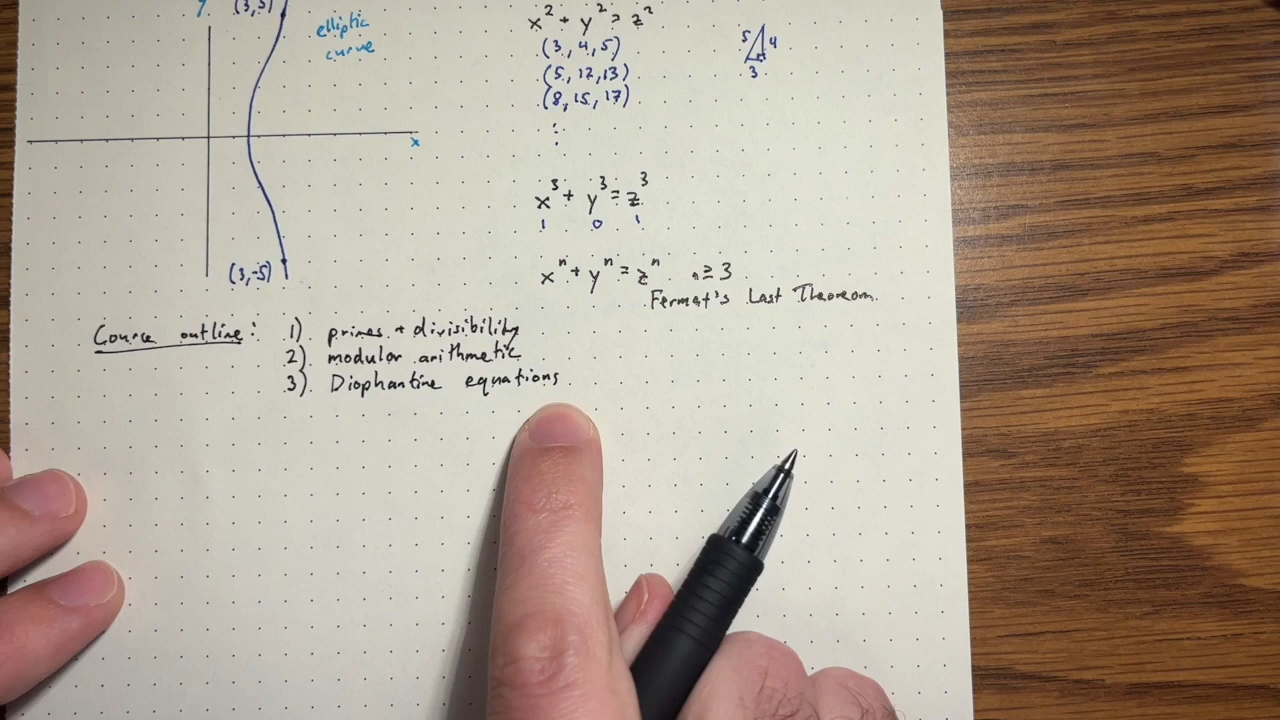 y
(3,5)
elliptic
curve
x
(3,-5)
x² + y² = z²
(3, 4, 5)
(5, 12, 13)
(8, 15, 17)
⋮
5 4
3
x³ + y³ = z³
1 0 1
xⁿ + yⁿ = zⁿ n ≥ 3
Fermat's Last Theorem
Course outline: 1) primes + divisibility
2) modular arithmetic
3) Diophantine equations